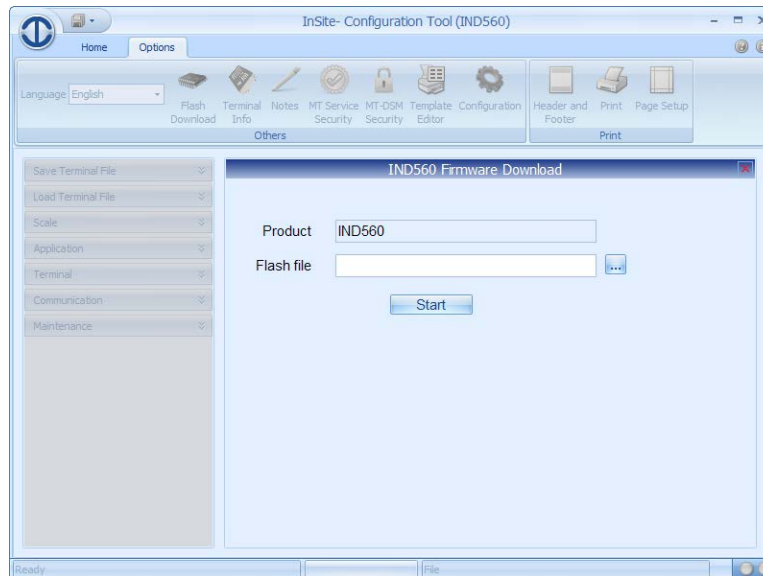 InSite- Configuration Tool (IND560)
Home Options
Language English
Flash Download
Terminal Info
Notes
MT Service Security
MT-DSM Security
Template Editor
Configuration
Others
Header and Footer
Print
Page Setup
Print
Save Terminal File
Load Terminal File
Scale
Application
Terminal
Communication
Maintenance
IND560 Firmware Download
Product IND560
Flash file
...
Start
Ready
File